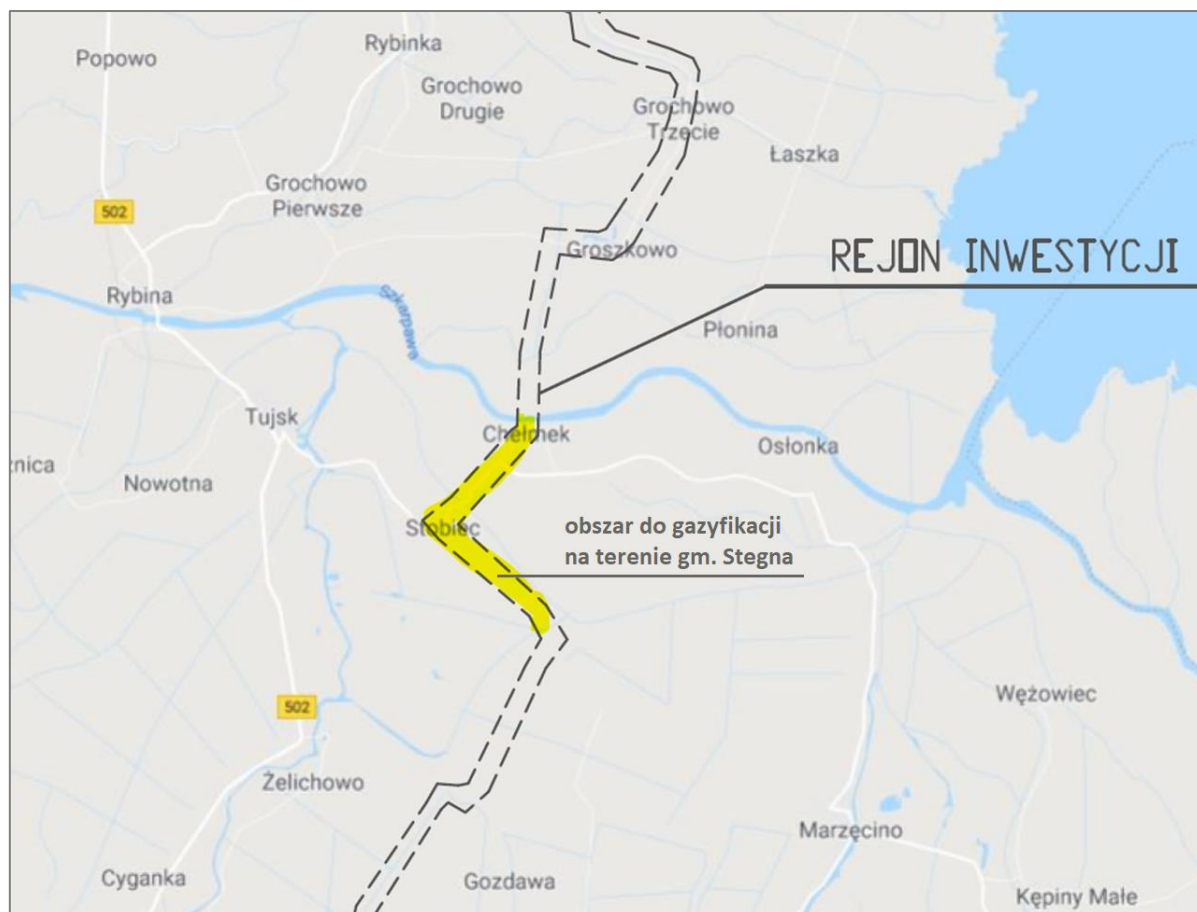 Rybinka
Popowo
Grochowo
Drugie
Grochowo
Trzecie
Łaszka
Grochowo
Pierwsze
502
Groszkowo
REJON INWESTYCJI
Rybina
szkarpawa
Płonina
Tujsk
Chełmek
Osłonka
znica
Nowotna
Stobiec
obszar do gazyfikacji
na terenie gm. Stegna
Wężowiec
502
Żelichowo
Marzęcino
Cyganka
Gozdawa
Kępiny Małe